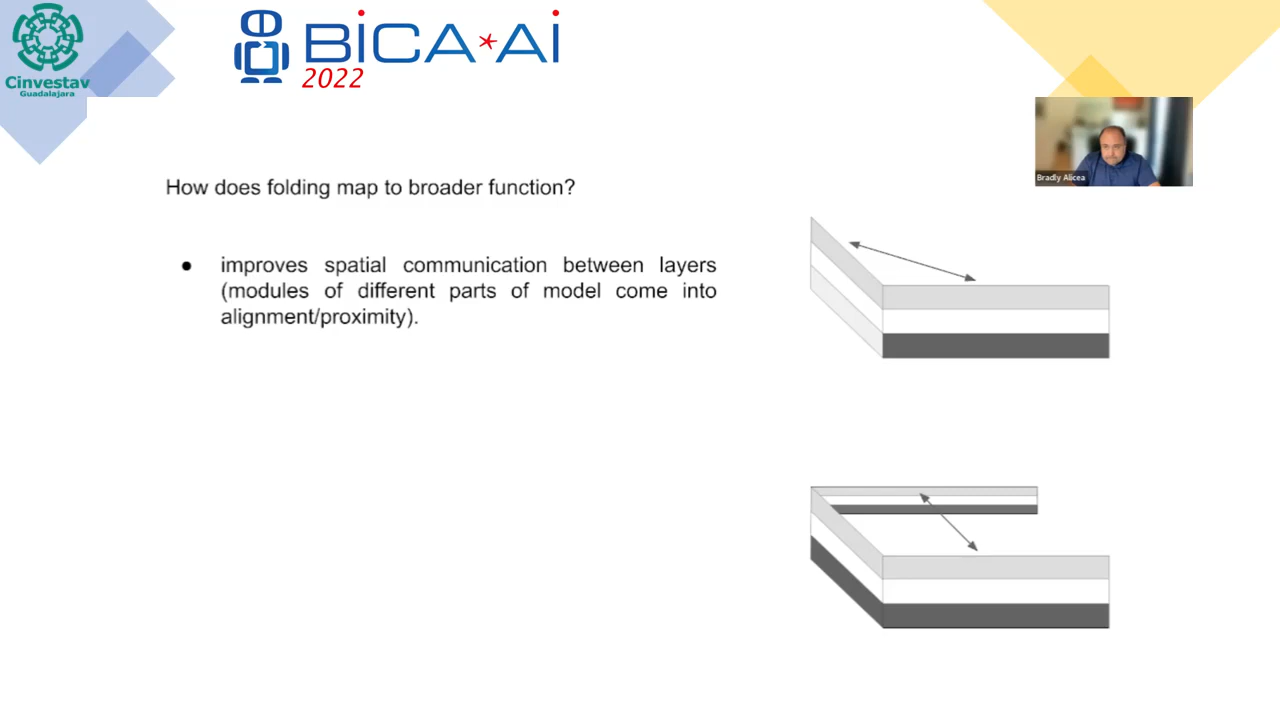 Cinvestav
Guadalajara
BiCA*Ai
2022
Bradly Alicea
How does folding map to broader function?
● improves spatial communication between layers
(modules of different parts of model come into
alignment/proximity).